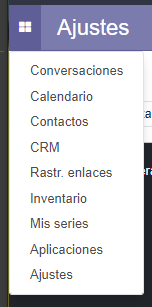 Ajustes
Conversaciones
Calendario
Contactos
CRM
Rastr. enlaces
Inventario
Mis series
Aplicaciones
Ajustes